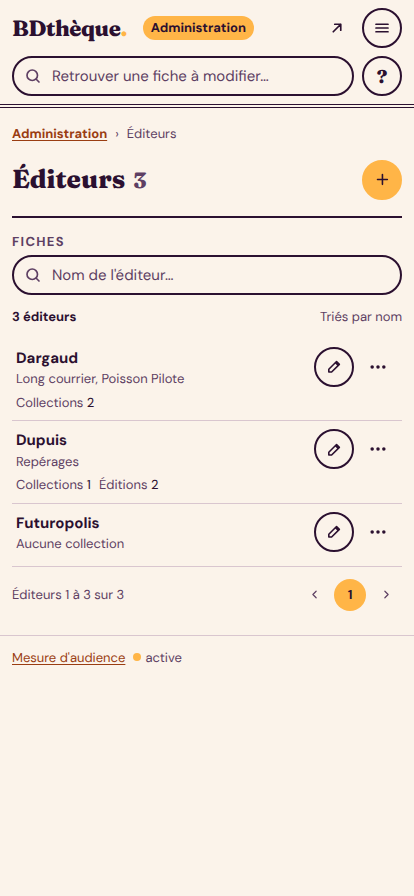 BDthèque.
Administration
Retrouver une fiche à modifier…
?
Administration › Éditeurs
Éditeurs 3
FICHES
Nom de l'éditeur…
3 éditeurs
Triés par nom
Dargaud
Long courrier, Poisson Pilote
Collections 2
Dupuis
Repérages
Collections 1 Éditions 2
Futuropolis
Aucune collection
Éditeurs 1 à 3 sur 3
‹ 1 ›
Mesure d'audience active